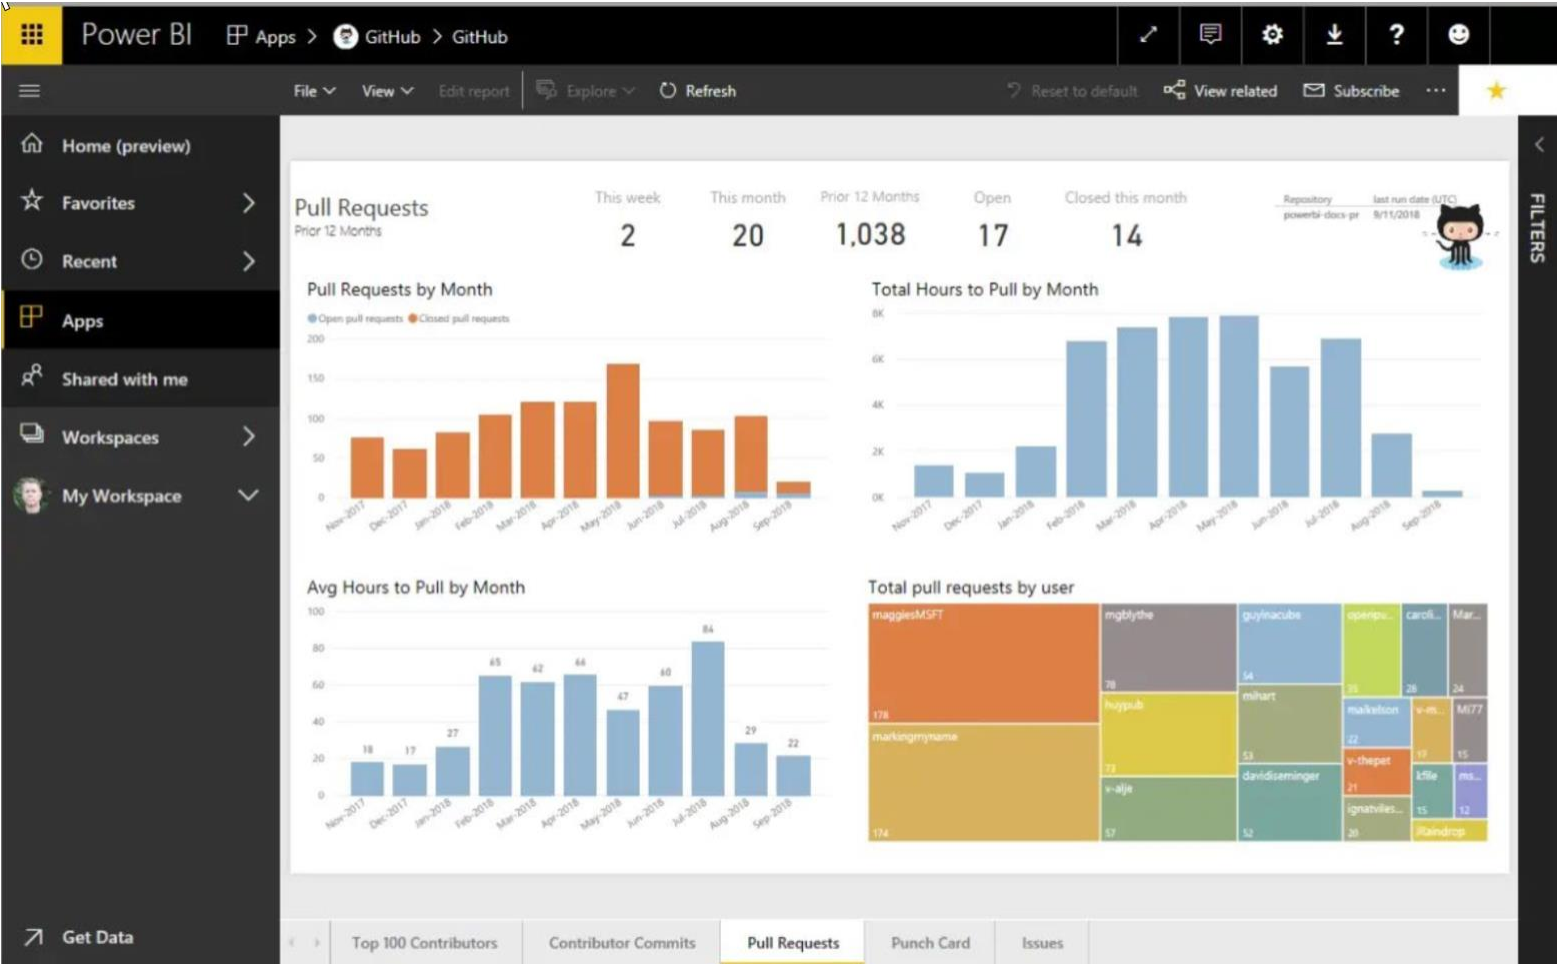 Power BI Apps > GitHub > GitHub
File View Edit report Explore Refresh Reset to default View related Subscribe ...
Home (preview)
Favorites
Recent
Apps
Shared with me
Workspaces
My Workspace
Get Data
FILTERS
Pull Requests
Prior 12 Months
This week
2
This month
20
Prior 12 Months
1,038
Open
17
Closed this month
14
Repository last run date (UTC)
powerbi-docs-pr 9/11/2018
Pull Requests by Month
Open pull requests Closed pull requests
200
150
100
50
0
Nov-2017 Dec-2017 Jan-2018 Feb-2018 Mar-2018 Apr-2018 May-2018 Jun-2018 Jul-2018 Aug-2018 Sep-2018
Total Hours to Pull by Month
8K
6K
4K
2K
0K
Nov-2017 Dec-2017 Jan-2018 Feb-2018 Mar-2018 Apr-2018 May-2018 Jun-2018 Jul-2018 Aug-2018 Sep-2018
Avg Hours to Pull by Month
100
80
60
40
20
0
18 17 27 65 62 66 47 60 84 29 22
Nov-2017 Dec-2017 Jan-2018 Feb-2018 Mar-2018 Apr-2018 May-2018 Jun-2018 Jul-2018 Aug-2018 Sep-2018
Total pull requests by user
maggiesMSFT
178
markingmyname
174
mgblythe
78
huypub
73
v-alje
57
guyinacube
54
mihart
53
davidiseminger
52
openpu...
caroli...
26
Mar...
24
maikelson
22
v-thepet
21
ignatviles...
20
v-m...
MI77
15
kfile
15
ms...
12
Top 100 Contributors Contributor Commits Pull Requests Punch Card Issues